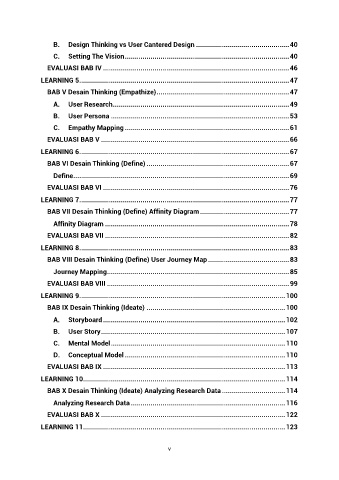 B. Design Thinking vs User Cantered Design ................................................ 40
C. Setting The Vision ..................................................................................... 40
EVALUASI BAB IV ................................................................................................ 46
LEARNING 5 ............................................................................................................ 47
BAB V Desain Thinking (Empathize) .................................................................... 47
A. User Research ........................................................................................... 49
B. User Persona ............................................................................................ 53
C. Empathy Mapping ..................................................................................... 61
EVALUASI BAB V ................................................................................................. 66
LEARNING 6 ............................................................................................................ 67
BAB VI Desain Thinking (Define) ......................................................................... 67
Define ............................................................................................................... 69
EVALUASI BAB VI ................................................................................................ 76
LEARNING 7 ............................................................................................................ 77
BAB VII Desain Thinking (Define) Affinity Diagram .............................................. 77
Affinity Diagram ............................................................................................... 78
EVALUASI BAB VII ............................................................................................... 82
LEARNING 8 ............................................................................................................ 83
BAB VIII Desain Thinking (Define) User Journey Map .......................................... 83
Journey Mapping .............................................................................................. 85
EVALUASI BAB VIII .............................................................................................. 99
LEARNING 9 .......................................................................................................... 100
BAB IX Desain Thinking (Ideate) ....................................................................... 100
A. Storyboard .............................................................................................. 102
B. User Story ............................................................................................... 107
C. Mental Model .......................................................................................... 110
D. Conceptual Model ................................................................................... 110
EVALUASI BAB IX .............................................................................................. 113
LEARNING 10 ........................................................................................................ 114
BAB X Desain Thinking (Ideate) Analyzing Research Data ................................ 114
Analyzing Research Data ................................................................................ 116
EVALUASI BAB X ............................................................................................... 122
LEARNING 11 ........................................................................................................ 123
v